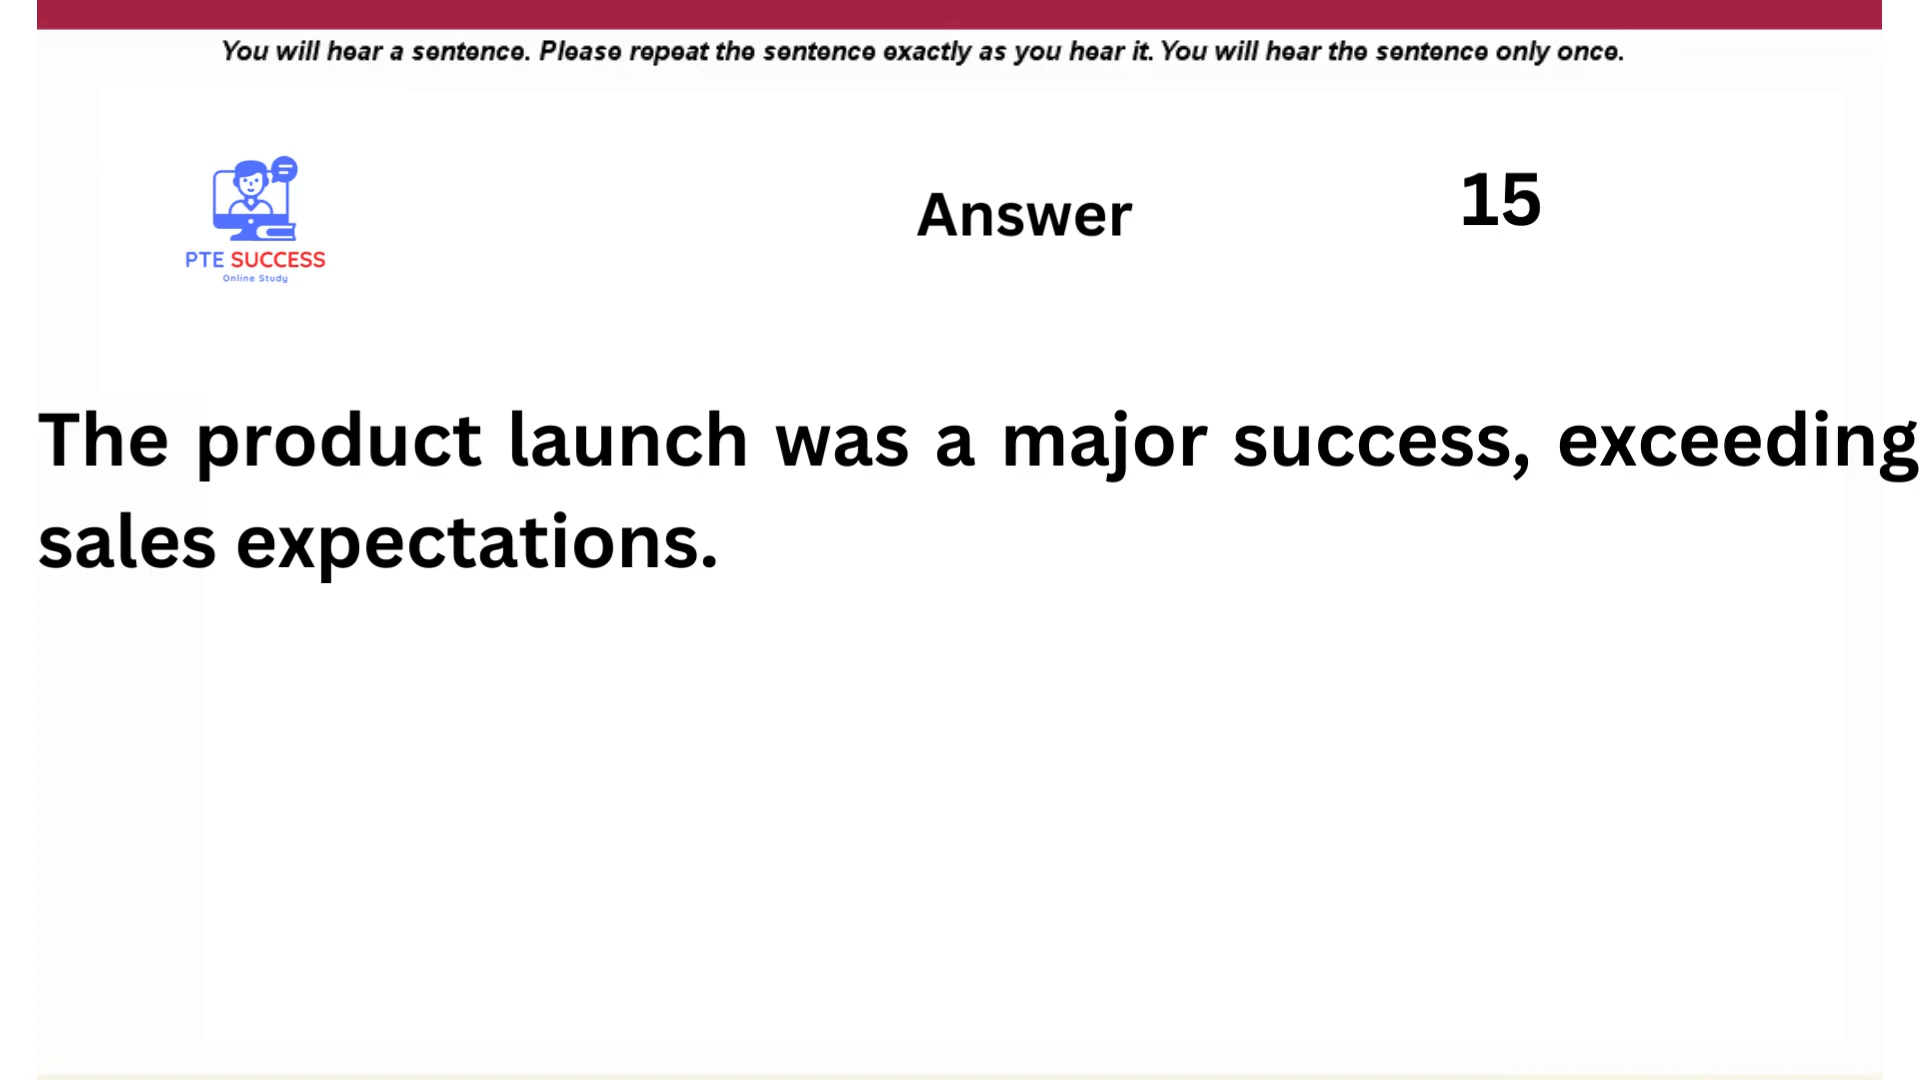 You will hear a sentence. Please repeat the sentence exactly as you hear it. You will hear the sentence only once.
PTE SUCCESS
Online Study
Answer
15
The product launch was a major success, exceeding
sales expectations.